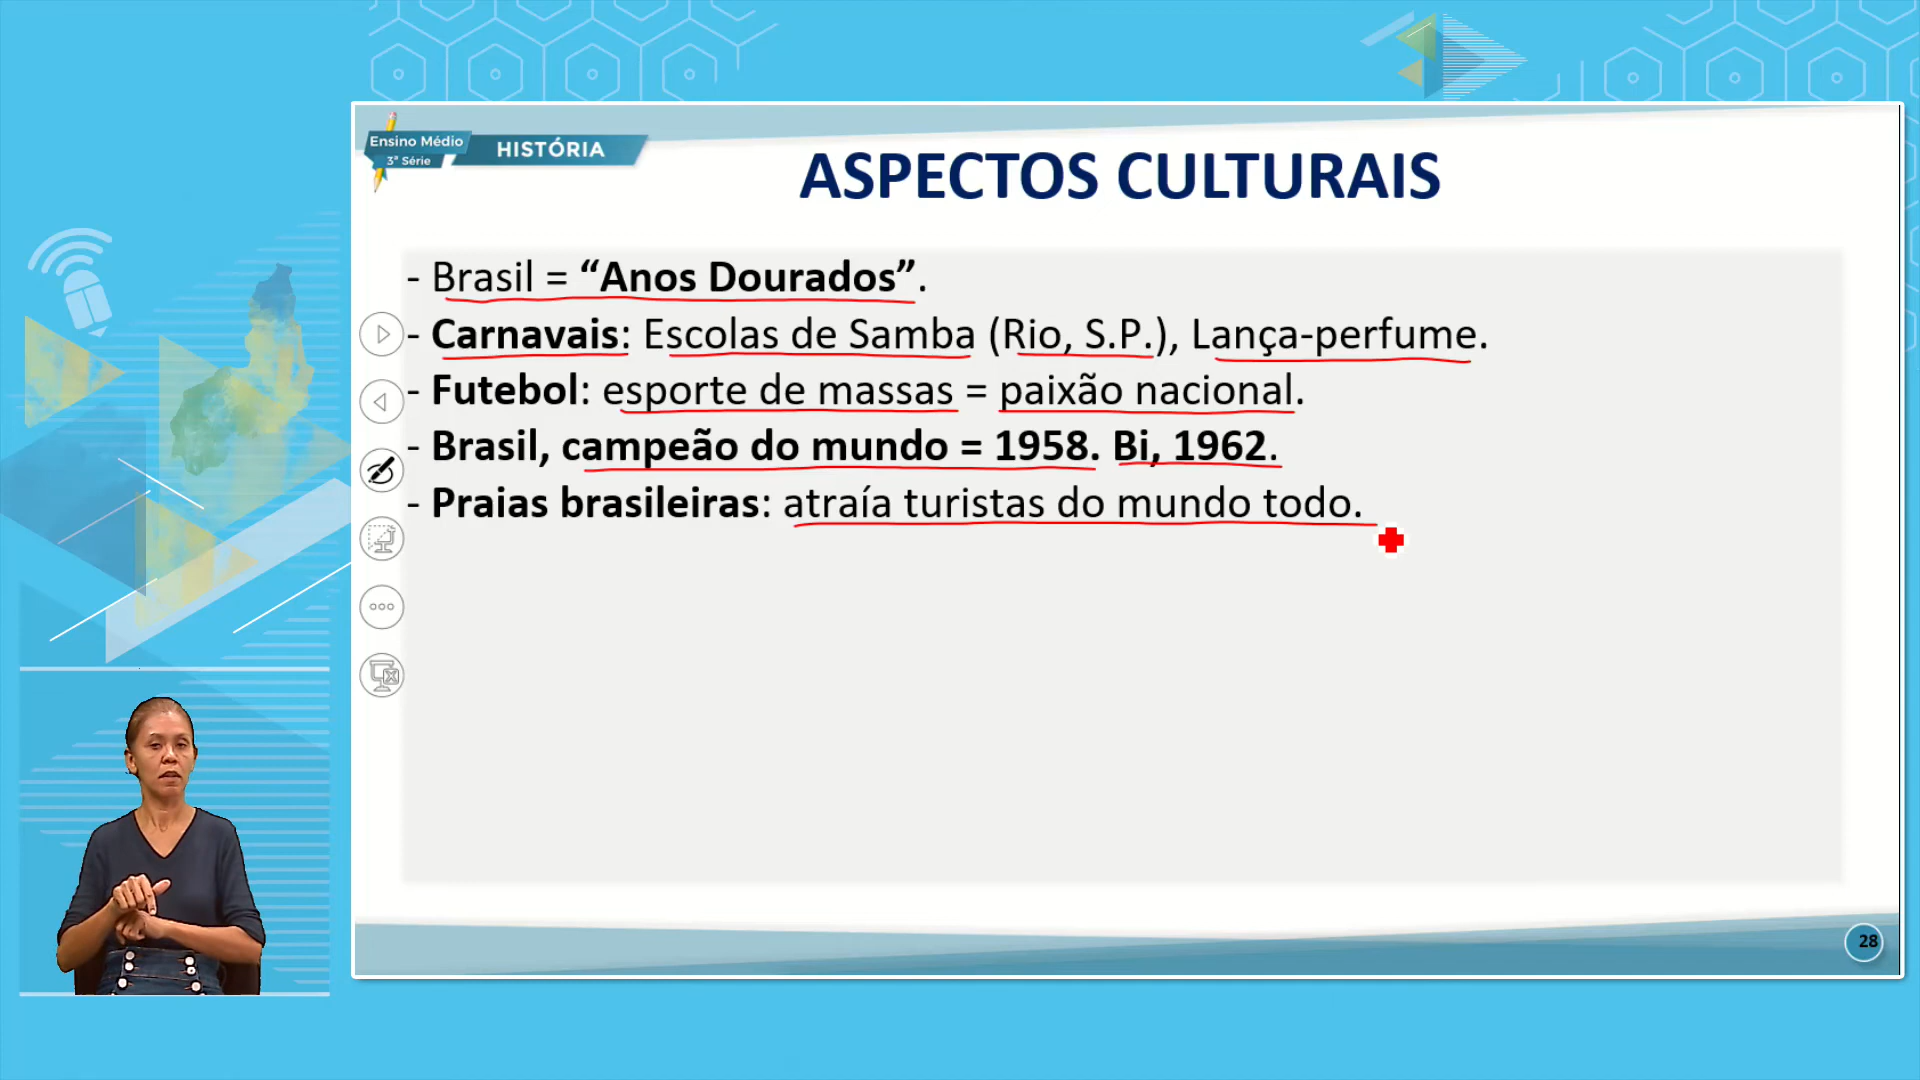 Ensino Médio
3ª Série
HISTÓRIA
ASPECTOS CULTURAIS
- Brasil = “Anos Dourados”.
- Carnavais: Escolas de Samba (Rio, S.P.), Lança-perfume.
- Futebol: esporte de massas = paixão nacional.
- Brasil, campeão do mundo = 1958. Bi, 1962.
- Praias brasileiras: atraía turistas do mundo todo.
28